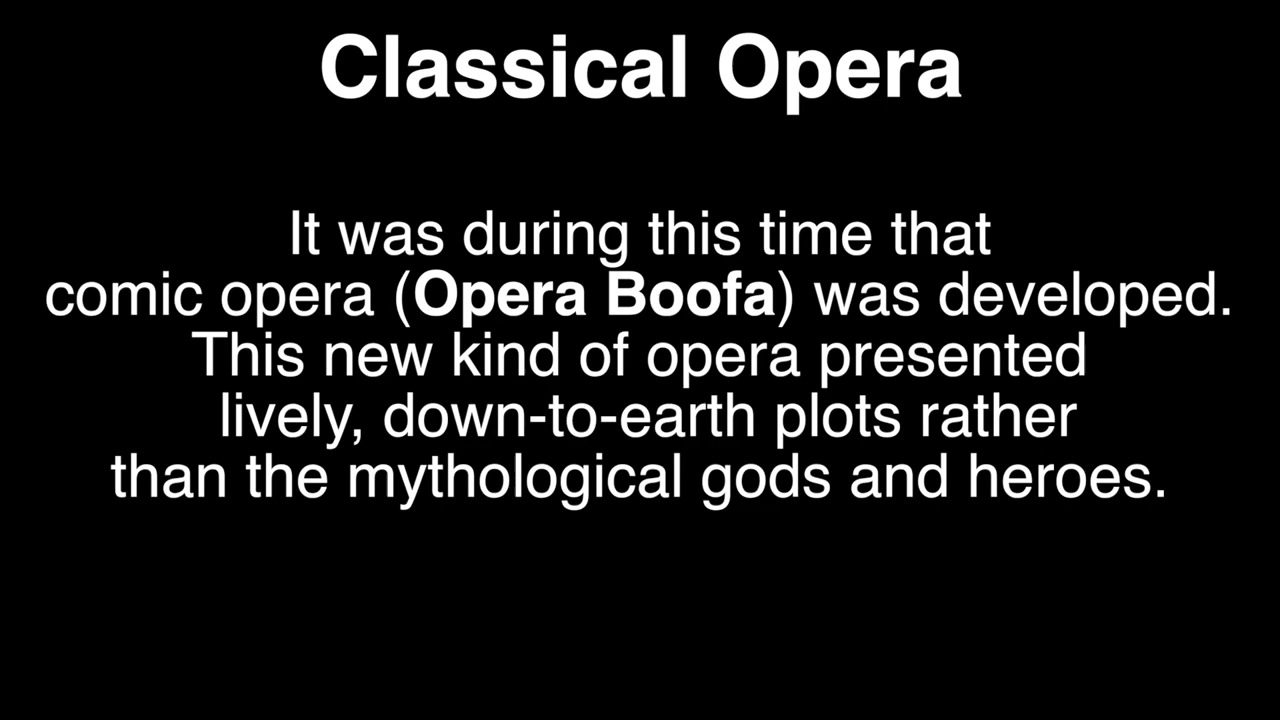 Classical Opera
It was during this time that
comic opera (Opera Boofa) was developed.
This new kind of opera presented
lively, down-to-earth plots rather
than the mythological gods and heroes.